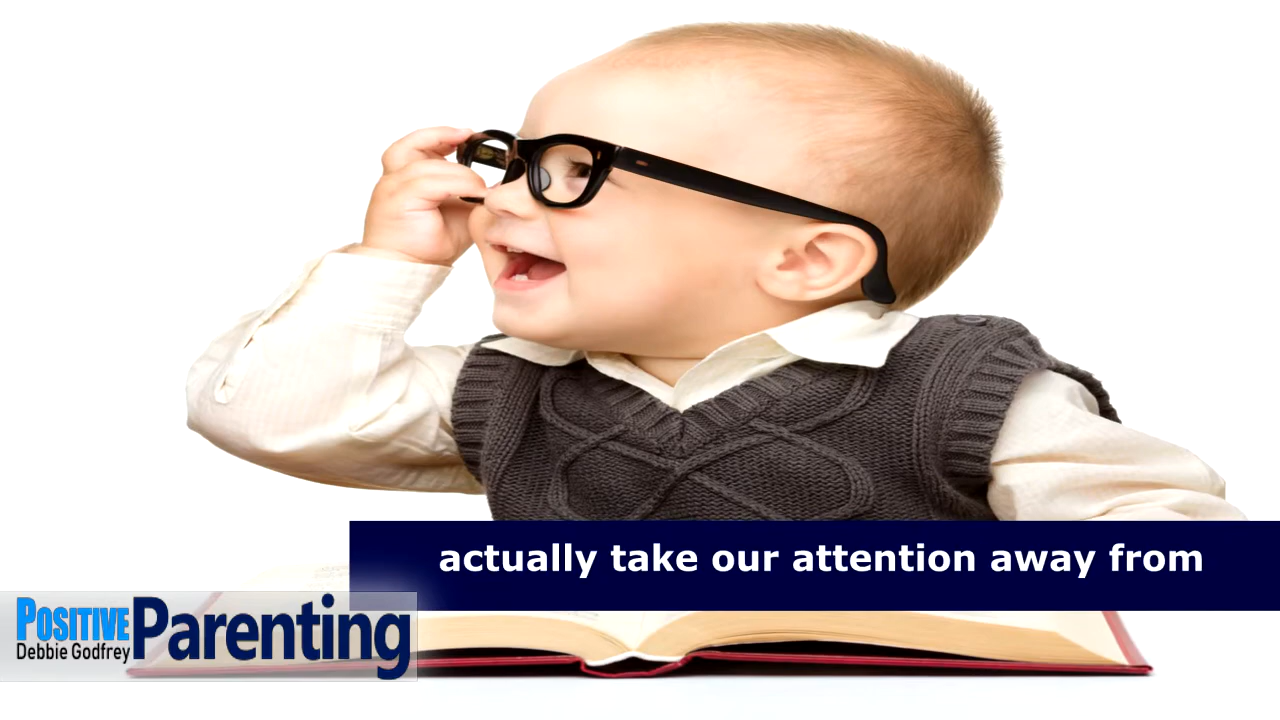 actually take our attention away from
Positive Parenting
Debbie Godfrey